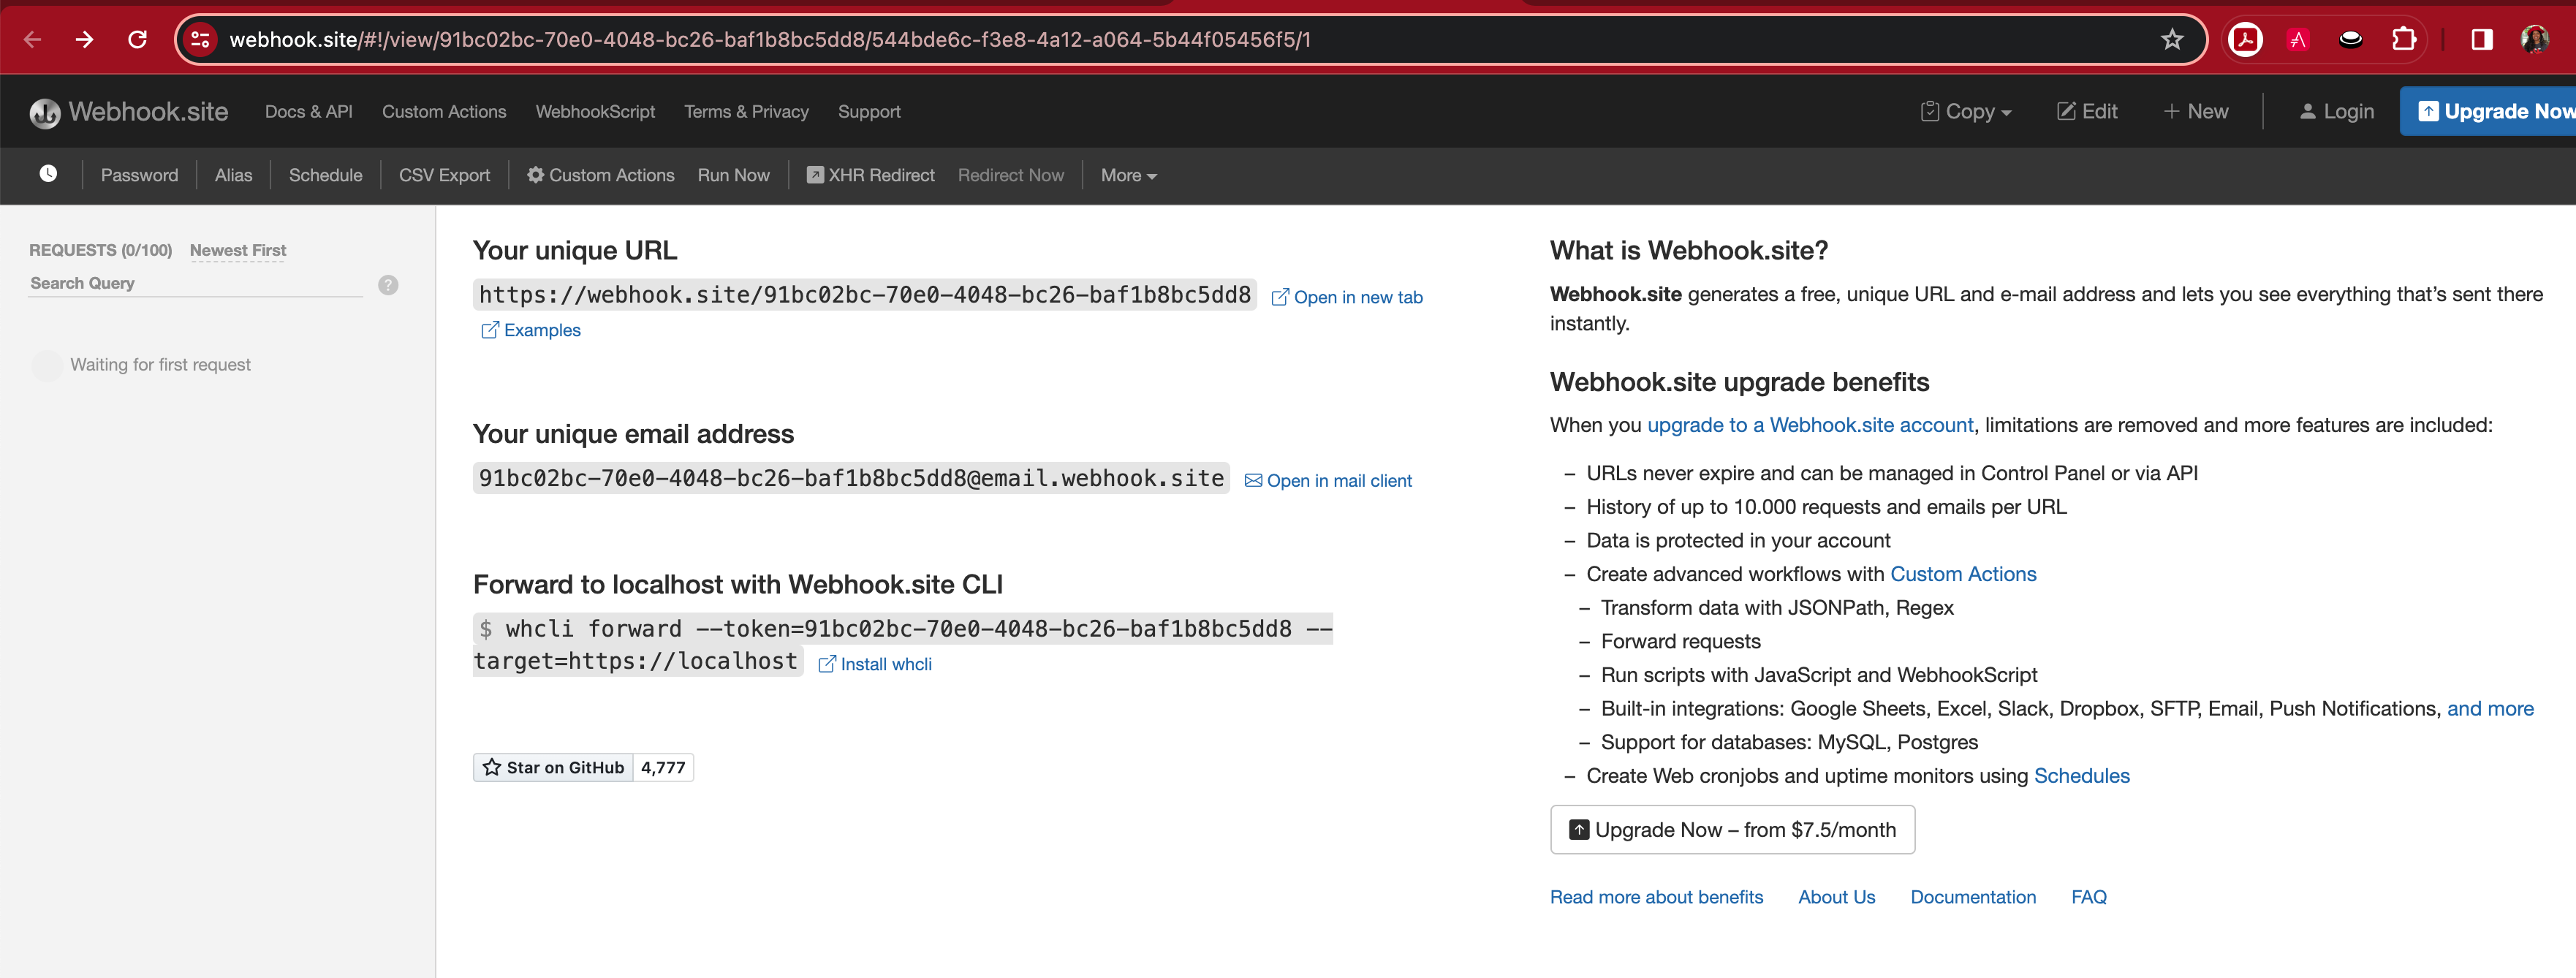 webhook.site/#!/view/91bc02bc-70e0-4048-bc26-baf1b8bc5dd8/544bde6c-f3e8-4a12-a064-5b44f05456f5/1
Webhook.site Docs & API Custom Actions WebhookScript Terms & Privacy Support Copy Edit + New Login Upgrade Now
Password Alias Schedule CSV Export Custom Actions Run Now XHR Redirect Redirect Now More
REQUESTS (0/100) Newest First
Search Query ?
Waiting for first request
Your unique URL
https://webhook.site/91bc02bc-70e0-4048-bc26-baf1b8bc5dd8 Open in new tab
Examples
Your unique email address
91bc02bc-70e0-4048-bc26-baf1b8bc5dd8@email.webhook.site Open in mail client
Forward to localhost with Webhook.site CLI
$ whcli forward --token=91bc02bc-70e0-4048-bc26-baf1b8bc5dd8 --
target=https://localhost Install whcli
Star on GitHub 4,777
What is Webhook.site?
Webhook.site generates a free, unique URL and e-mail address and lets you see everything that’s sent there
instantly.
Webhook.site upgrade benefits
When you upgrade to a Webhook.site account, limitations are removed and more features are included:
– URLs never expire and can be managed in Control Panel or via API
– History of up to 10.000 requests and emails per URL
– Data is protected in your account
– Create advanced workflows with Custom Actions
– Transform data with JSONPath, Regex
– Forward requests
– Run scripts with JavaScript and WebhookScript
– Built-in integrations: Google Sheets, Excel, Slack, Dropbox, SFTP, Email, Push Notifications, and more
– Support for databases: MySQL, Postgres
– Create Web cronjobs and uptime monitors using Schedules
Upgrade Now – from $7.5/month
Read more about benefits About Us Documentation FAQ